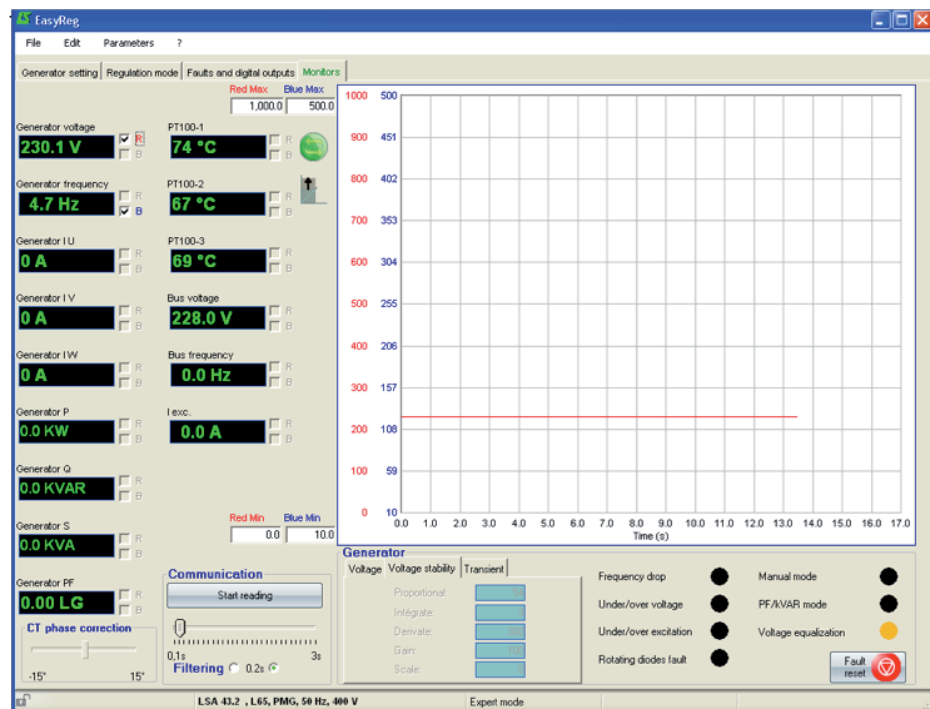 EasyReg
File Edit Parameters ?
Generator setting Regulation mode Faults and digital outputs Monitors
Red Max Blue Max
1,000.0 500.0
Generator voltage
230.1 V
R
B
PT100-1
74 °C
R
B
Generator frequency
4.7 Hz
R
B
PT100-2
67 °C
R
B
Generator I U
0 A
R
B
PT100-3
69 °C
R
B
Generator I V
0 A
R
B
Bus voltage
228.0 V
R
B
Generator I W
0 A
R
B
Bus frequency
0.0 Hz
R
B
Generator P
0.0 KW
R
B
I exc.
0.0 A
R
B
Generator Q
0.0 KVAR
R
B
Generator S
0.0 KVA
R
B
Red Min Blue Min
0.0 10.0
Generator PF
0.00 LG
R
B
CT phase correction
-15° 15°
Communication
Start reading
0,1s 3s
Filtering 0.2s
1000 500
900 451
800 402
700 353
600 304
500 255
400 206
300 157
200 108
100 59
0 10
0.0 1.0 2.0 3.0 4.0 5.0 6.0 7.0 8.0 9.0 10.0 11.0 12.0 13.0 14.0 15.0 16.0 17.0
Time (s)
Generator
Voltage Voltage stability Transient
Proportional:
Intégrate:
Derivate:
Gain: 100
Scale:
Frequency drop
Under/over voltage
Under/over excitation
Rotating diodes fault
Manual mode
PF/kVAR mode
Voltage equalization
Fault
reset
LSA 43.2 , L65, PMG, 50 Hz, 400 V Expert mode